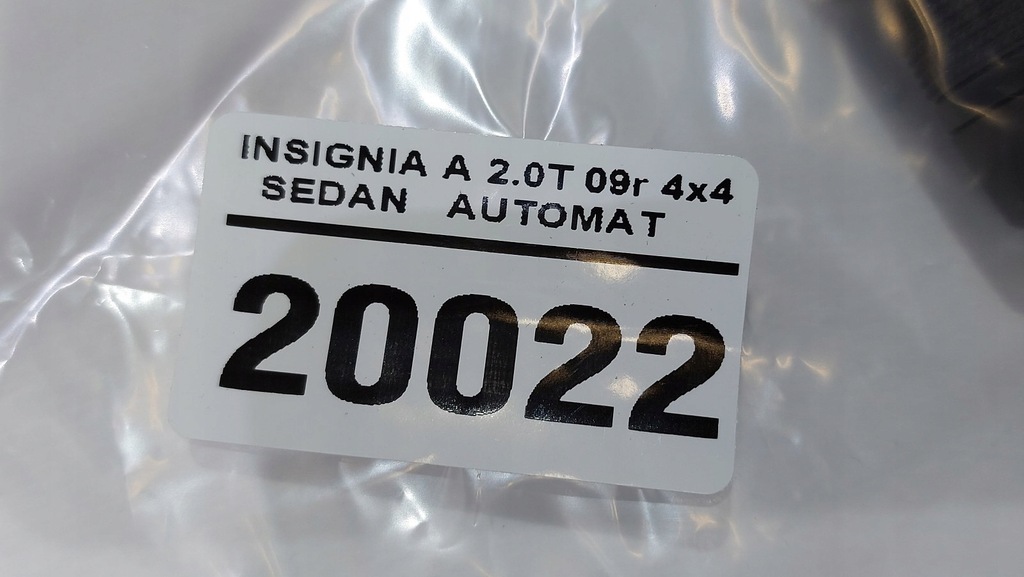 INSIGNIA A 2.0T 09r 4x4
SEDAN AUTOMAT
20022